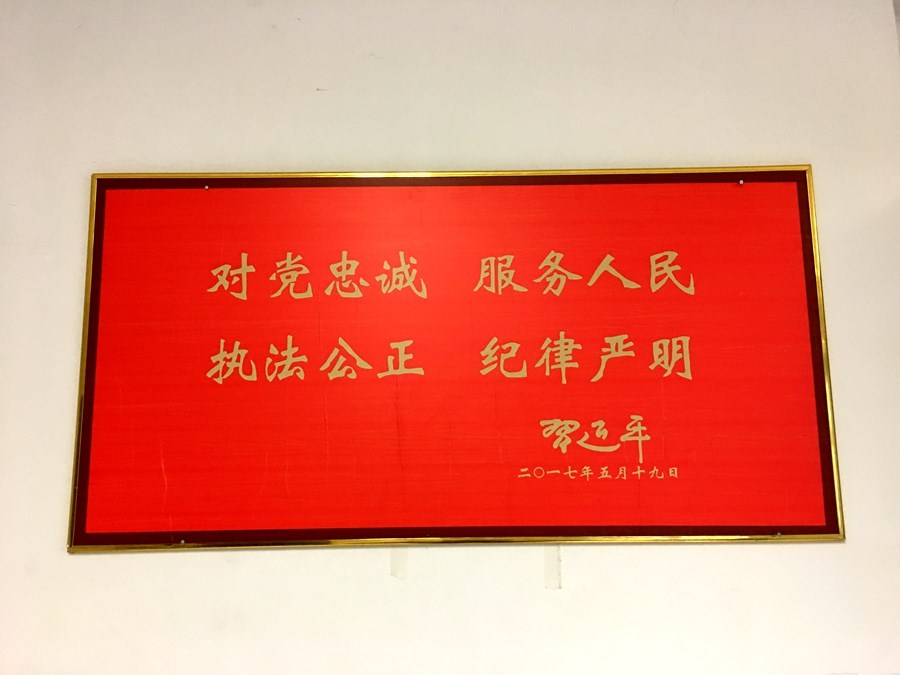 对党忠诚 服务人民
执法公正 纪律严明
习近平
二〇一七年五月十九日